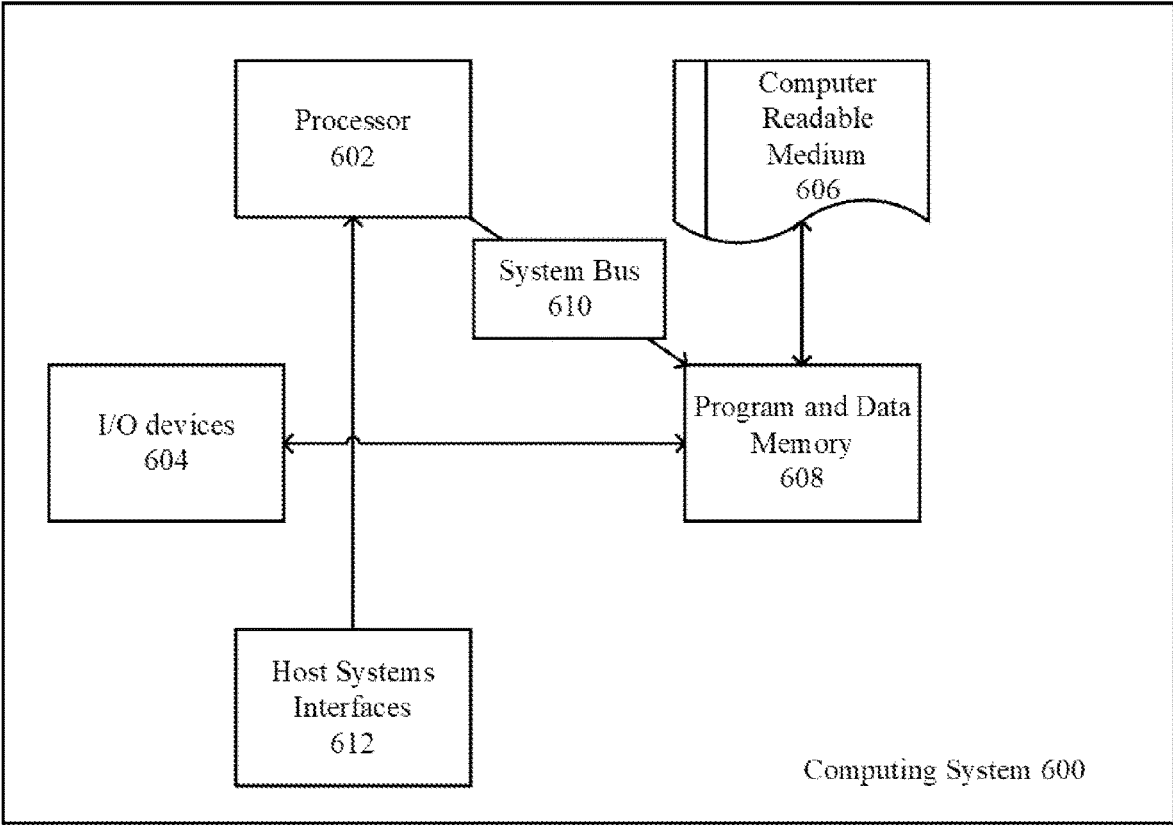 Processor
602
Computer
Readable
Medium
606
System Bus
610
I/O devices
604
Program and Data
Memory
608
Host Systems
Interfaces
612
Computing System 600